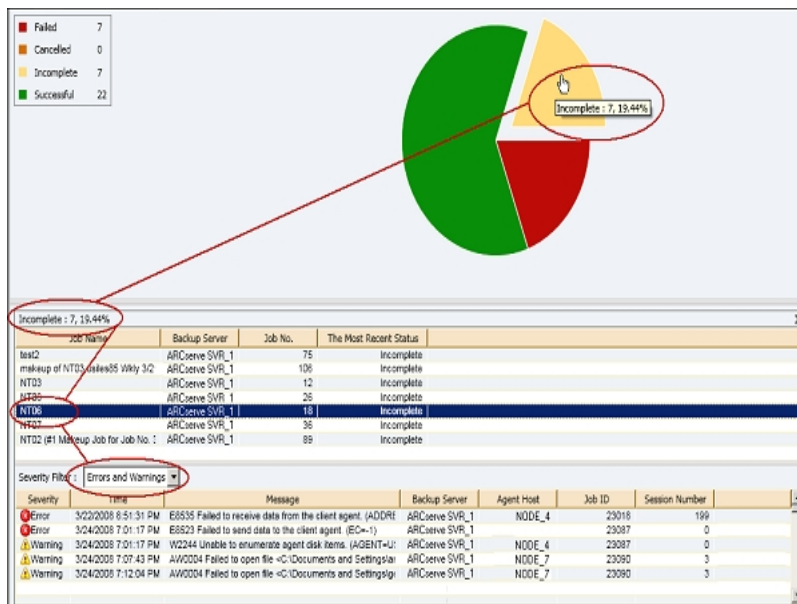 Failed 7
Cancelled 0
Incomplete 7
Successful 22
Incomplete : 7, 19.44%
Incomplete : 7, 19.44%
Job Name Backup Server Job No. The Most Recent Status
test2 ARCserve SVR_1 75 Incomplete
makeup of NT03 usiles85 Wkly 3/2 ARCserve SVR_1 106 Incomplete
NT03 ARCserve SVR_1 12 Incomplete
ARCserve SVR_1 26 Incomplete
NT06 ARCserve SVR_1 18 Incomplete
NT07 ARCserve SVR_1 36 Incomplete
NT02 (#1 Makeup Job for Job No. ARCserve SVR_1 89 Incomplete
Severity Filter : Errors and Warnings
Severity Time Message Backup Server Agent Host Job ID Session Number
Error 3/22/2008 8:51:31 PM E8535 Failed to receive data from the client agent. (ADDRE ARCserve SVR_1 NODE_4 23018 199
Error 3/24/2008 7:01:17 PM E8523 Failed to send data to the client agent. (EC=-1) ARCserve SVR_1 23087 0
Warning 3/24/2008 7:01:17 PM W2244 Unable to enumerate agent disk items. (AGENT=U: ARCserve SVR_1 NODE_4 23087 0
Warning 3/24/2008 7:07:43 PM AW0004 Failed to open file <C:\Documents and Settings\a ARCserve SVR_1 NODE_7 23090 3
Warning 3/24/2008 7:12:04 PM AW0004 Failed to open file <C:\Documents and Settings\g ARCserve SVR_1 NODE_7 23090 3